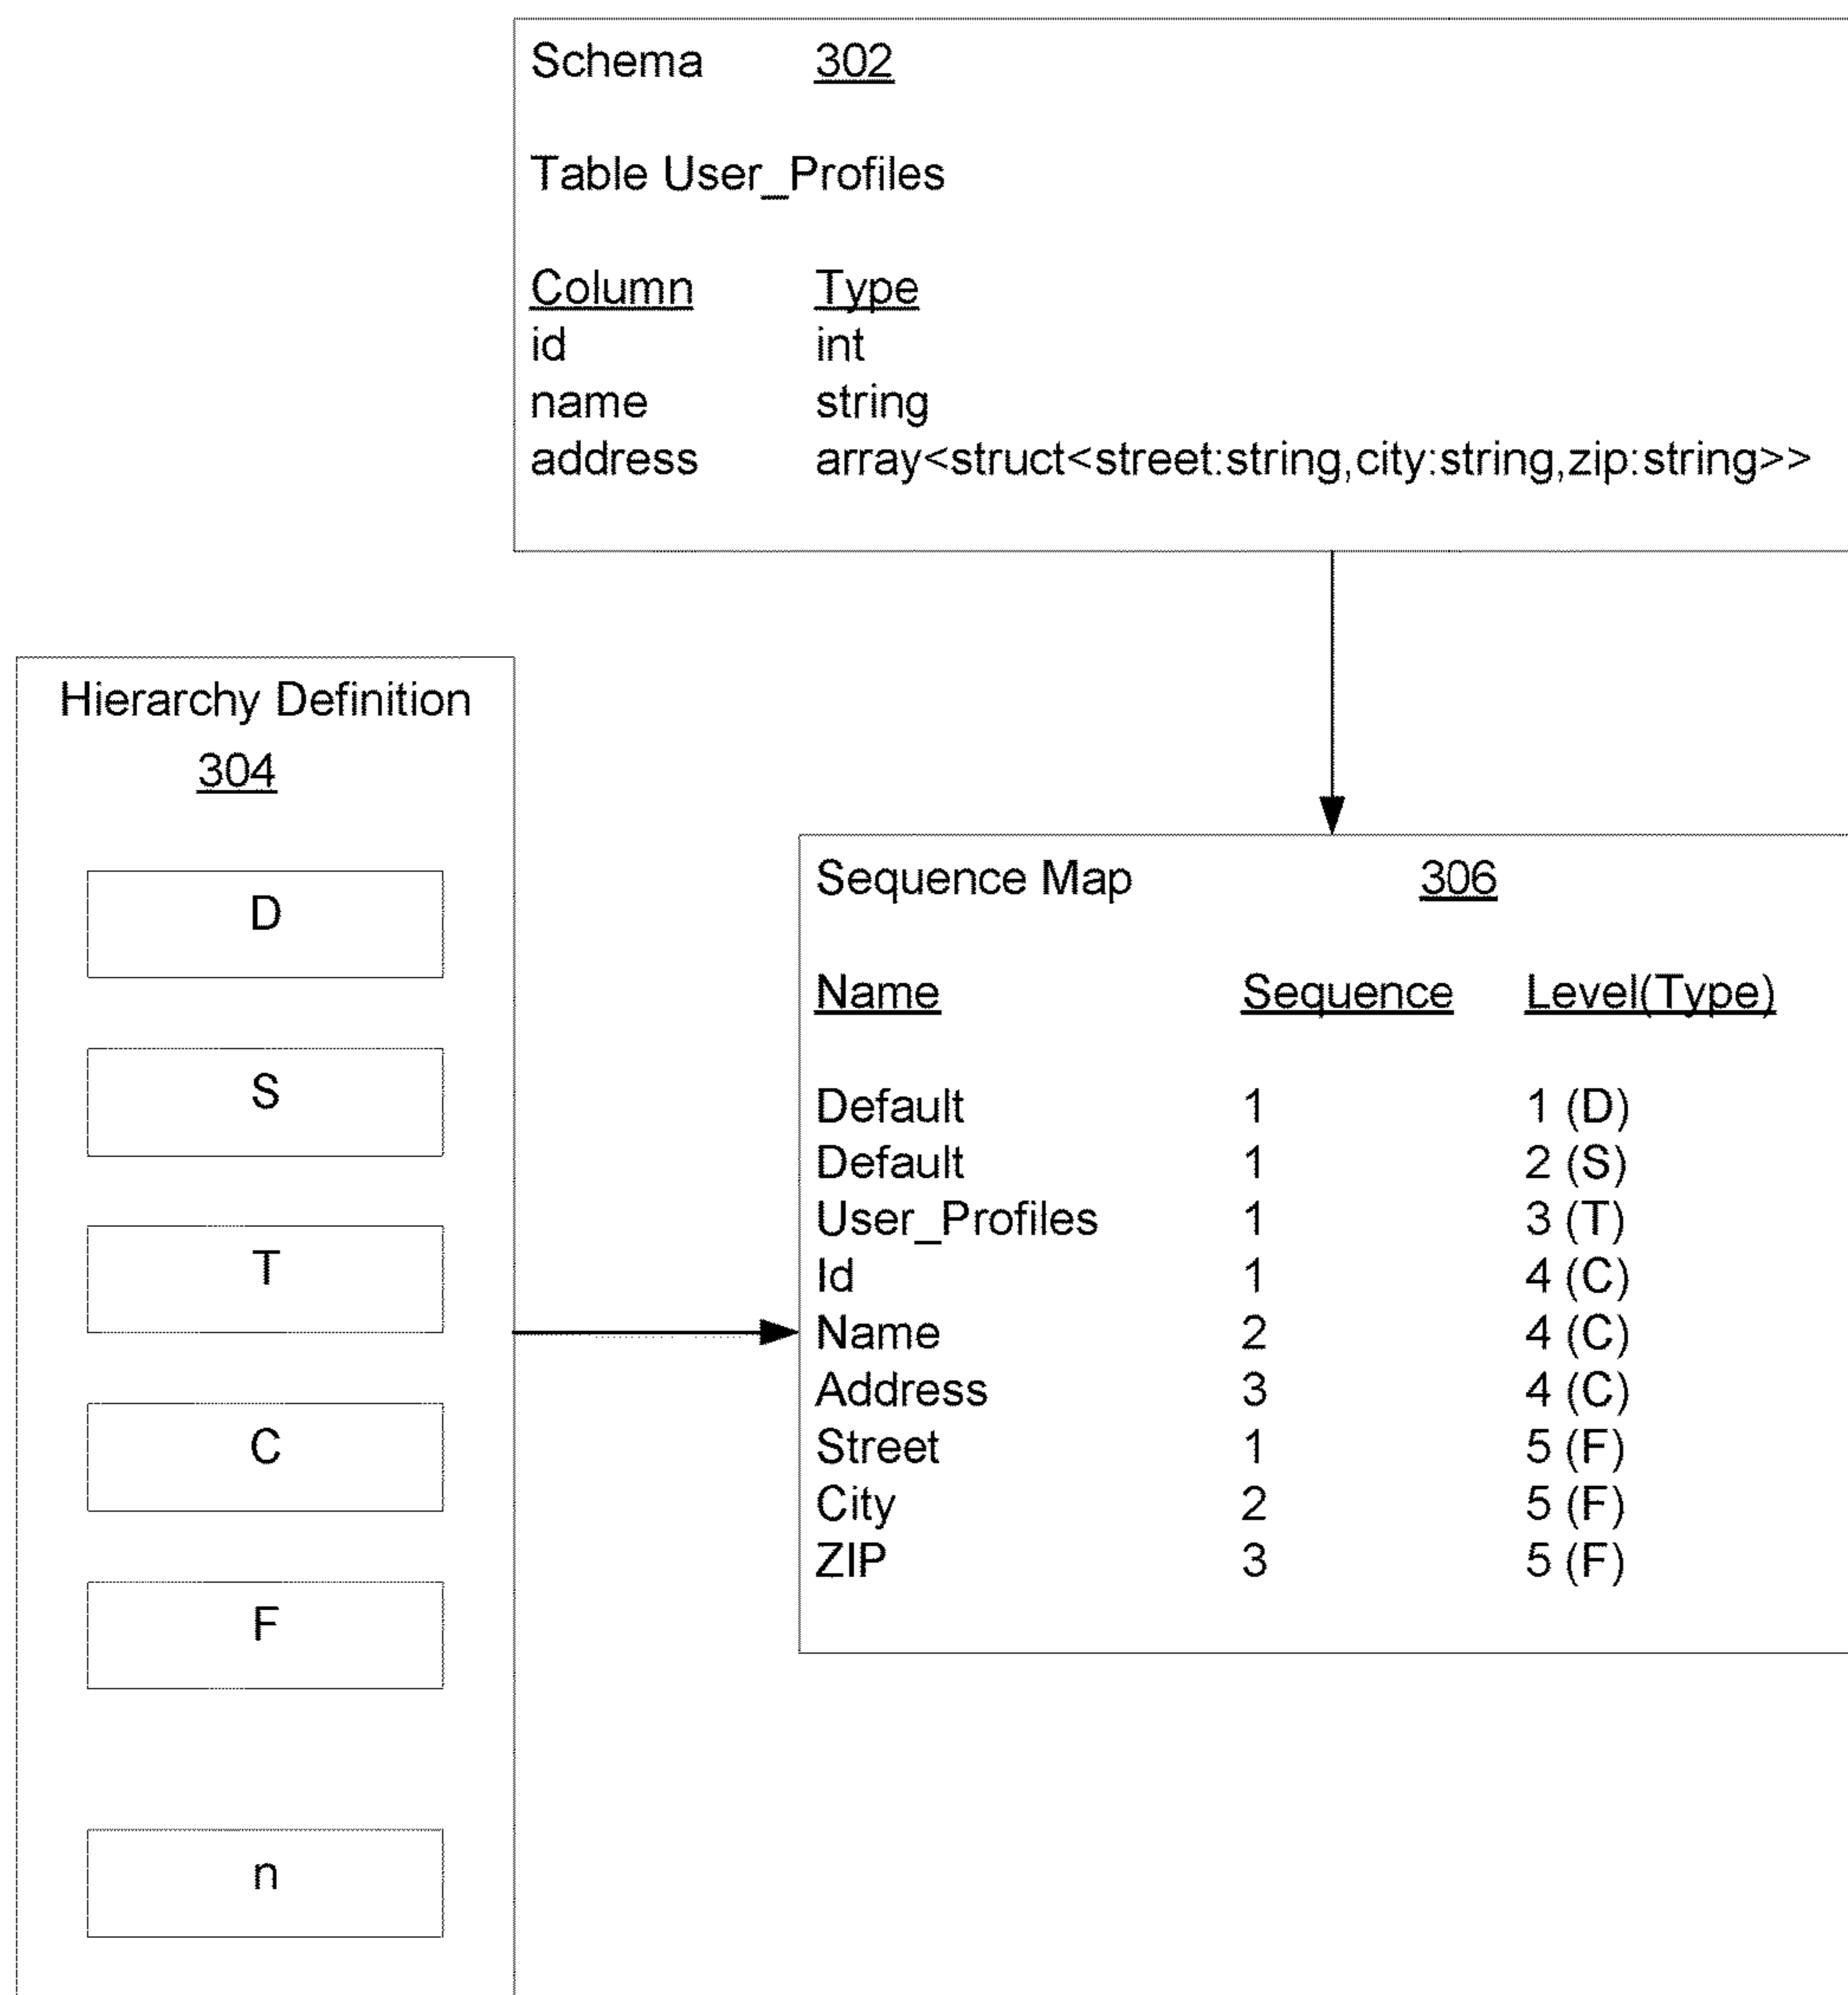 Schema 302
Table User_Profiles
Column Type
id int
name string
address array<struct<street:string,city:string,zip:string>>
Hierarchy Definition
304
D
S
T
C
F
n
Sequence Map 306
Name Sequence Level(Type)
Default 1 1 (D)
Default 1 2 (S)
User_Profiles 1 3 (T)
Id 1 4 (C)
Name 2 4 (C)
Address 3 4 (C)
Street 1 5 (F)
City 2 5 (F)
ZIP 3 5 (F)